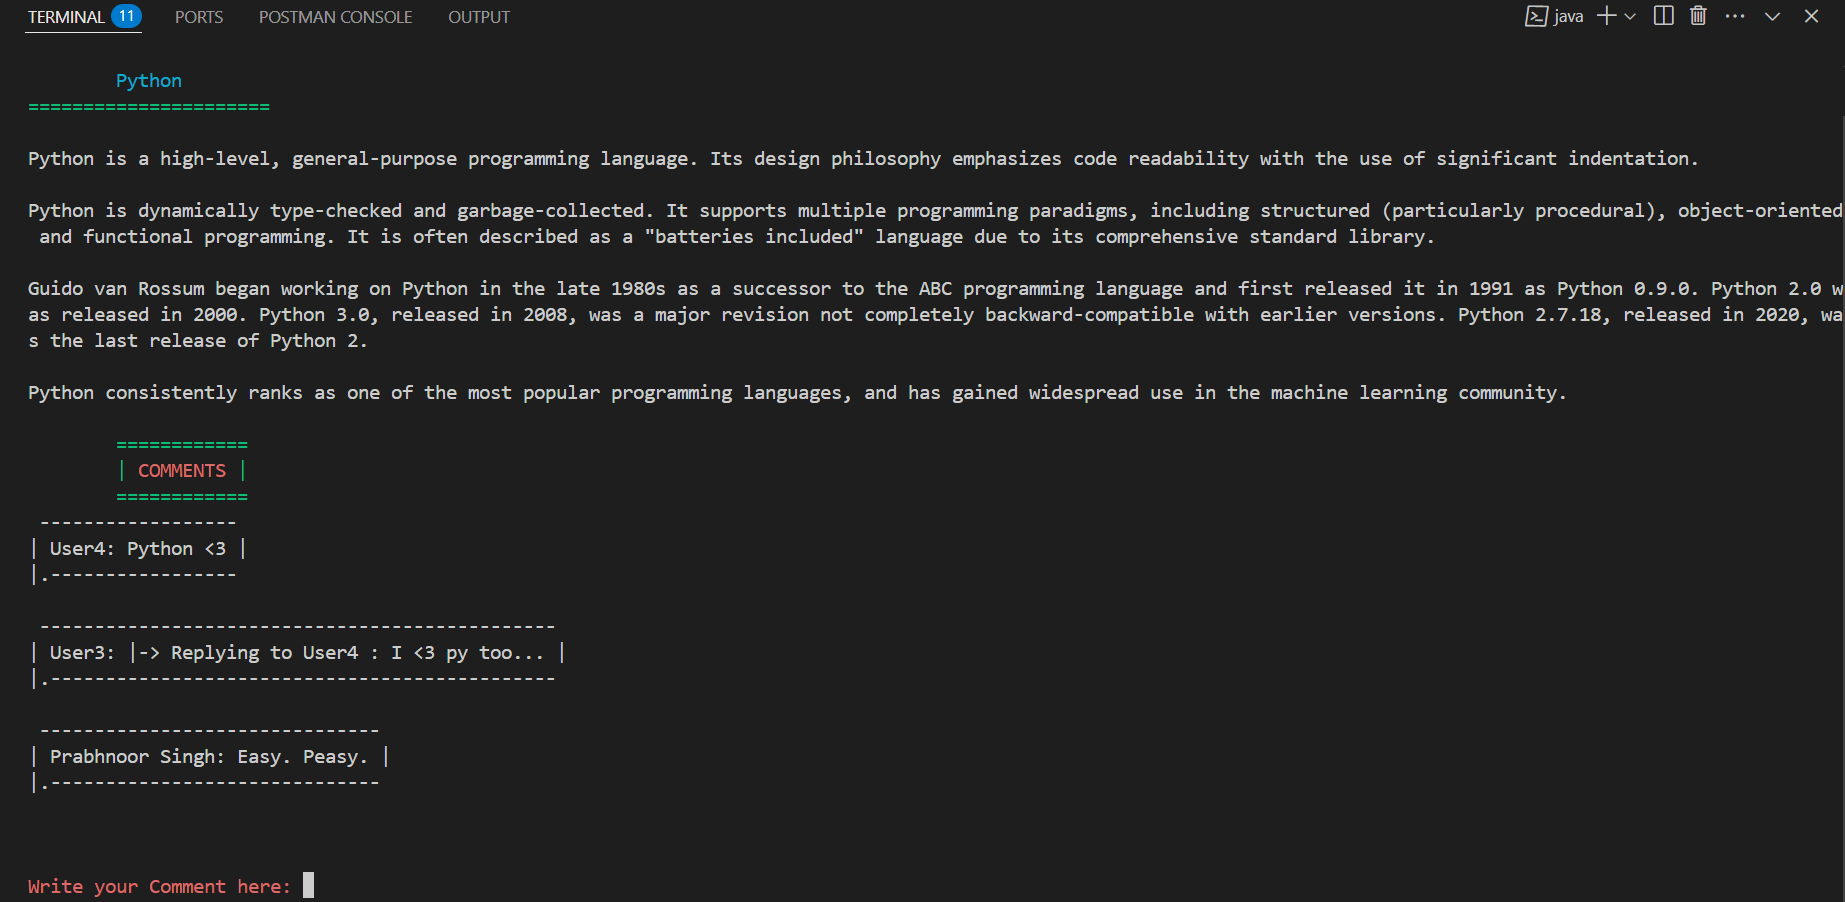 TERMINAL 11 PORTS POSTMAN CONSOLE OUTPUT java
Python
======================
Python is a high-level, general-purpose programming language. Its design philosophy emphasizes code readability with the use of significant indentation.
Python is dynamically type-checked and garbage-collected. It supports multiple programming paradigms, including structured (particularly procedural), object-oriented
and functional programming. It is often described as a "batteries included" language due to its comprehensive standard library.
Guido van Rossum began working on Python in the late 1980s as a successor to the ABC programming language and first released it in 1991 as Python 0.9.0. Python 2.0 w
as released in 2000. Python 3.0, released in 2008, was a major revision not completely backward-compatible with earlier versions. Python 2.7.18, released in 2020, wa
s the last release of Python 2.
Python consistently ranks as one of the most popular programming languages, and has gained widespread use in the machine learning community.
============
| COMMENTS |
============
------------------
| User4: Python <3 |
|.-----------------
-----------------------------------------------
| User3: |-> Replying to User4 : I <3 py too... |
|.----------------------------------------------
-------------------------------
| Prabhnoor Singh: Easy. Peasy. |
|.------------------------------
Write your Comment here: